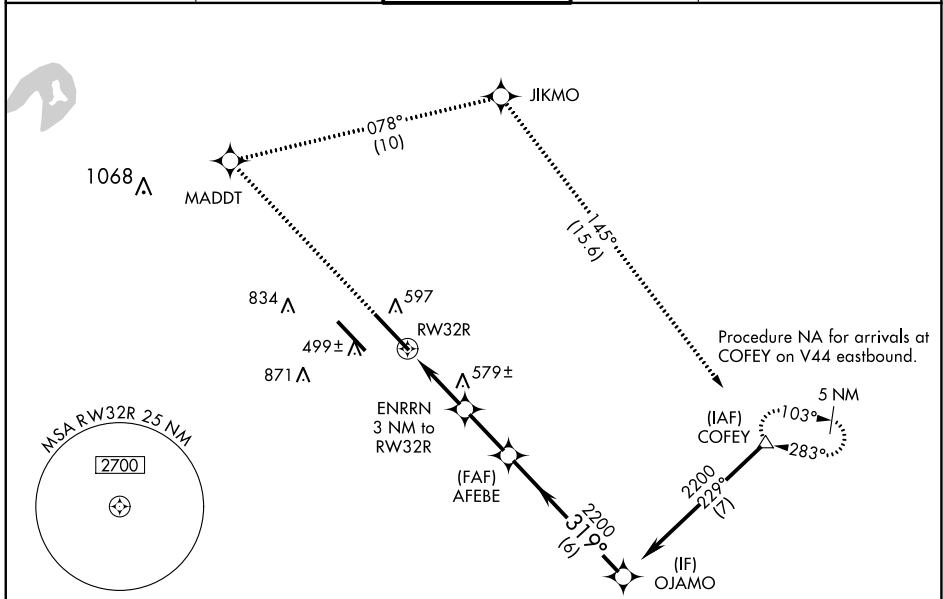 JIKMO
078°
(10)
1068
MADDT
145°
(15.6)
834
597
RW32R
499±
Procedure NA for arrivals at
COFEY on V44 eastbound.
871
579±
5 NM
ENRRN
3 NM to
RW32R
(IAF)
COFEY
103°
283°
MSA RW32R 25 NM
2700
(FAF)
AFEBE
2200
229°
(7)
2200
319°
(6)
(IF)
OJAMO